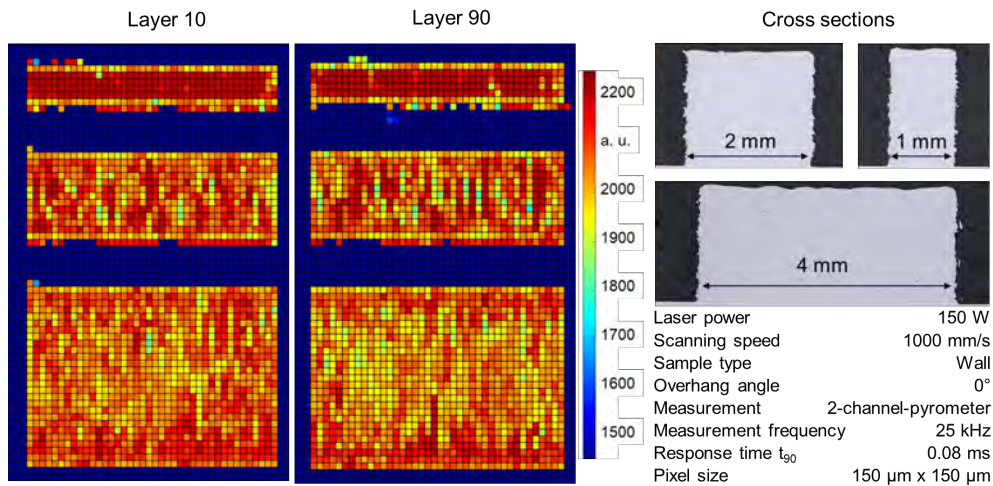 Layer 10
Layer 90
Cross sections
2200
a. u.
2000
1900
1800
1700
1600
1500
2 mm
1 mm
4 mm
Laser power 150 W
Scanning speed 1000 mm/s
Sample type Wall
Overhang angle 0°
Measurement 2-channel-pyrometer
Measurement frequency 25 kHz
Response time t90 0.08 ms
Pixel size 150 µm x 150 µm